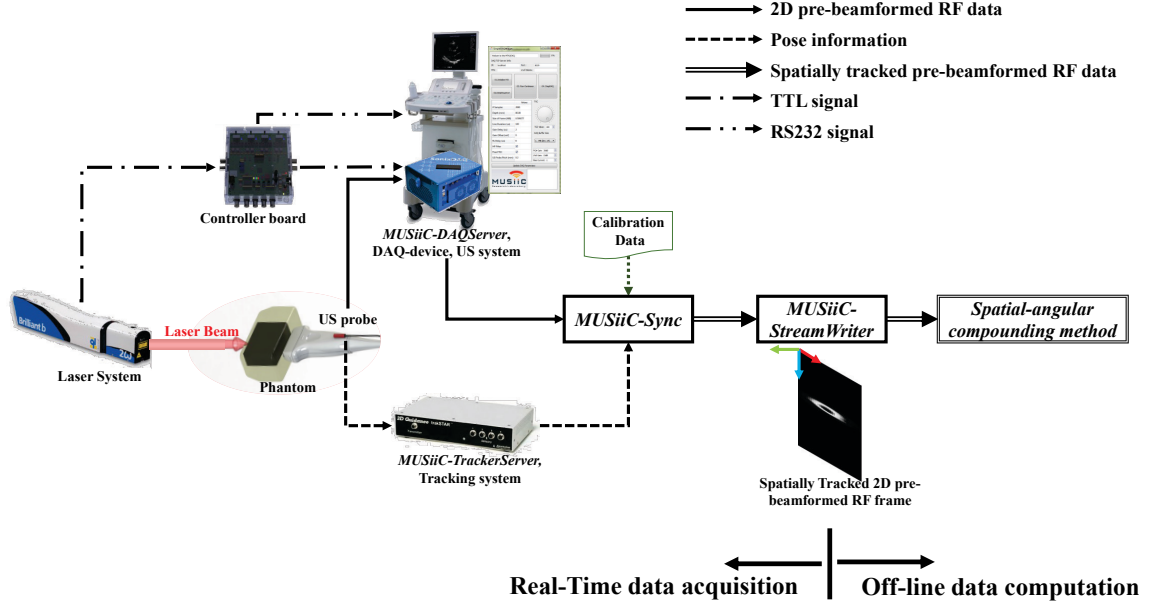 2D pre-beamformed RF data
Pose information
Spatially tracked pre-beamformed RF data
TTL signal
RS232 signal
Controller board
MUSiiC
MUSiiC-DAQServer,
DAQ-device, US system
Calibration
Data
Brilliant b
Laser Beam
US probe
Laser System
Phantom
MUSiiC-Sync
MUSiiC-
StreamWriter
Spatial-angular
compounding method
3D Guidance
MUSiiC-TrackerServer,
Tracking system
Spatially Tracked 2D pre-
beamformed RF frame
Real-Time data acquisition
Off-line data computation